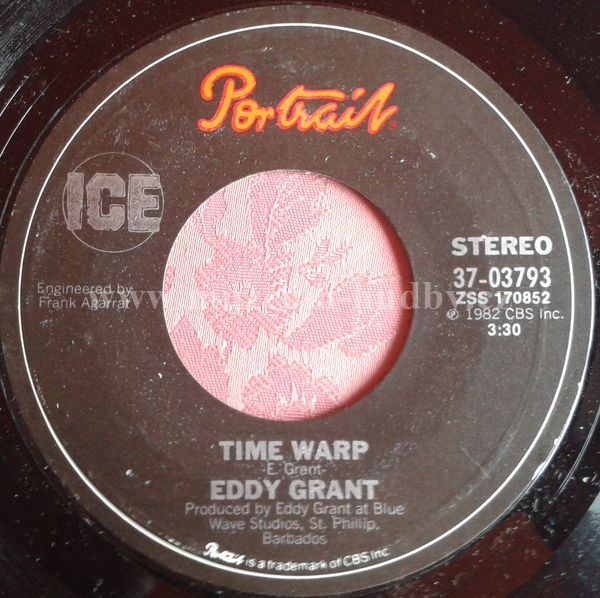 Portrait
ICE
Engineered by
Frank Agarrat
STEREO
37-03793
ZSS 170852
℗ 1982 CBS Inc.
3:30
TIME WARP
-E. Grant-
EDDY GRANT
Produced by Eddy Grant at Blue
Wave Studios, St. Phillip,
Barbados
Portrait is a trademark of CBS Inc